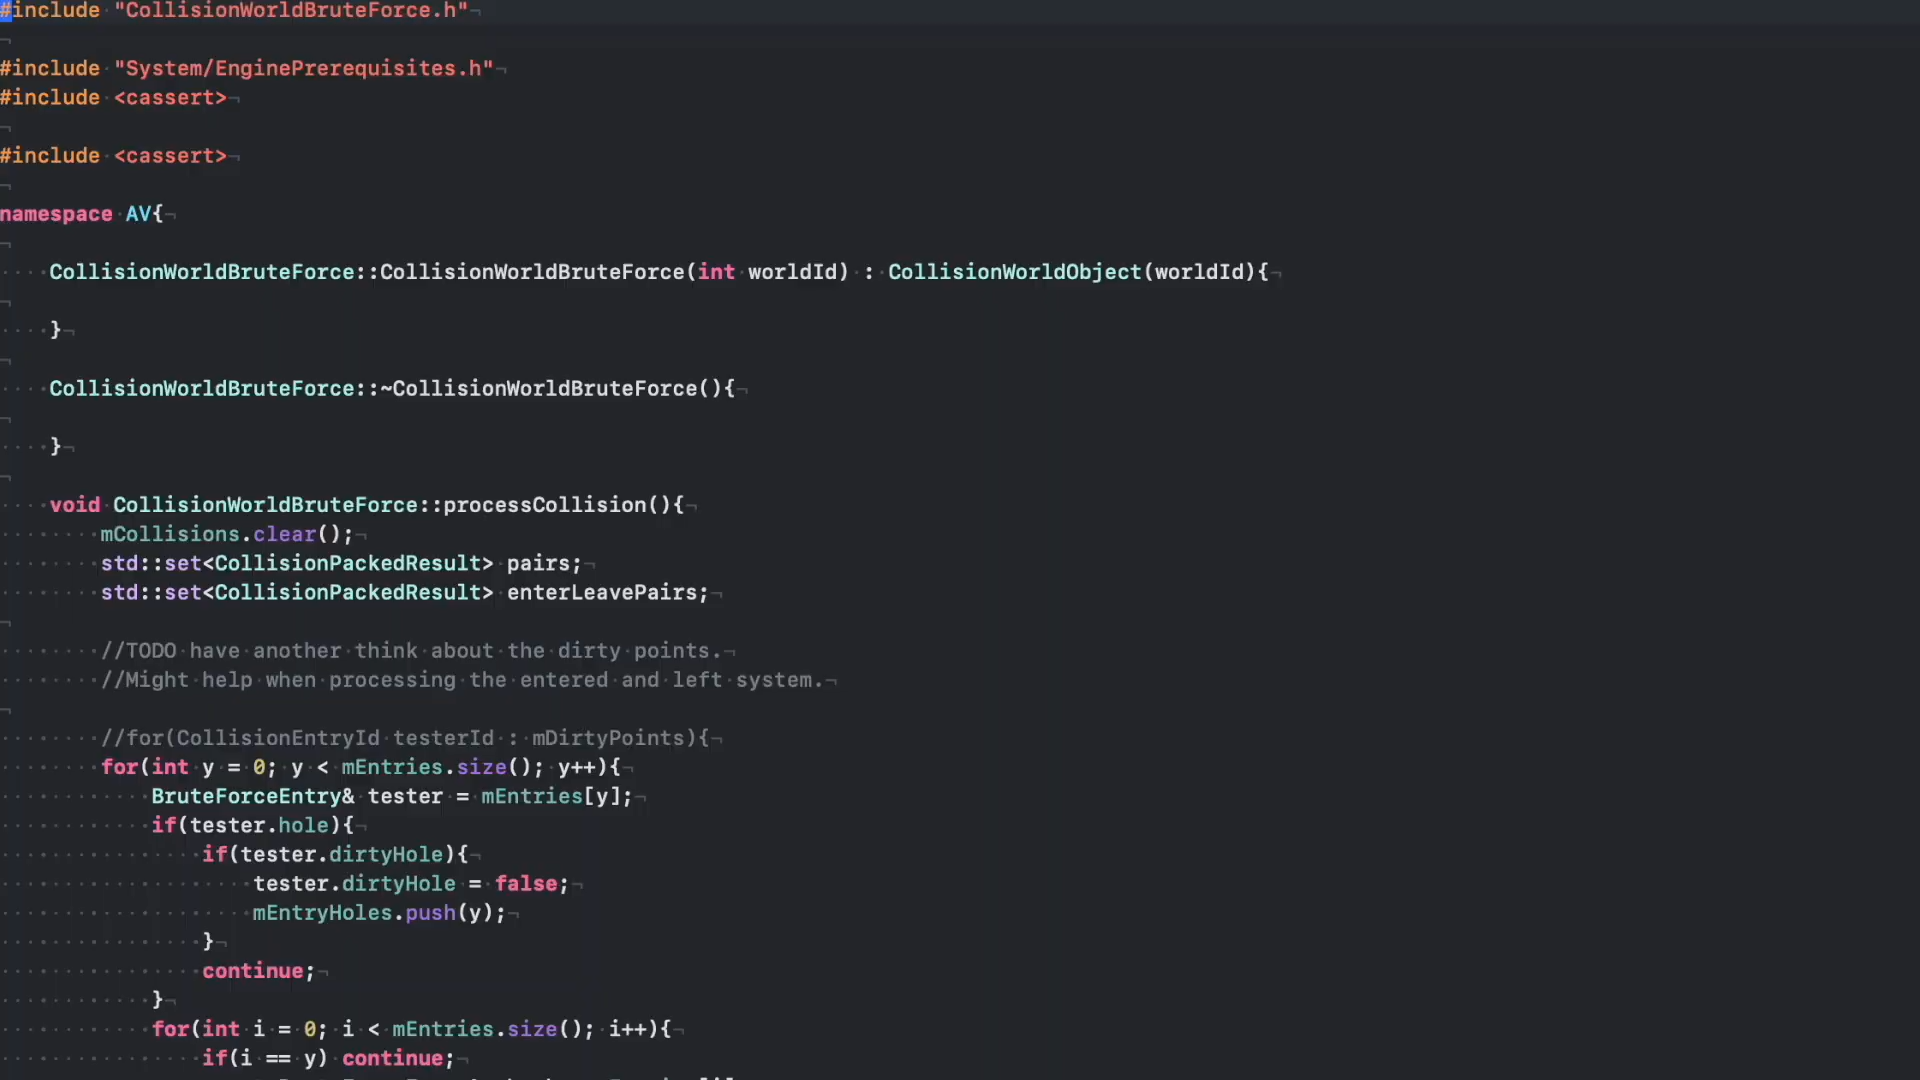 #include "CollisionWorldBruteForce.h"
#include "System/EnginePrerequisites.h"
#include <cassert>
#include <cassert>
namespace AV{
CollisionWorldBruteForce::CollisionWorldBruteForce(int worldId) : CollisionWorldObject(worldId){
}
CollisionWorldBruteForce::~CollisionWorldBruteForce(){
}
void CollisionWorldBruteForce::processCollision(){
mCollisions.clear();
std::set<CollisionPackedResult> pairs;
std::set<CollisionPackedResult> enterLeavePairs;
//TODO have another think about the dirty points.
//Might help when processing the entered and left system.
//for(CollisionEntryId testerId : mDirtyPoints){
for(int y = 0; y < mEntries.size(); y++){
BruteForceEntry& tester = mEntries[y];
if(tester.hole){
if(tester.dirtyHole){
tester.dirtyHole = false;
mEntryHoles.push(y);
}
continue;
}
for(int i = 0; i < mEntries.size(); i++){
if(i == y) continue;